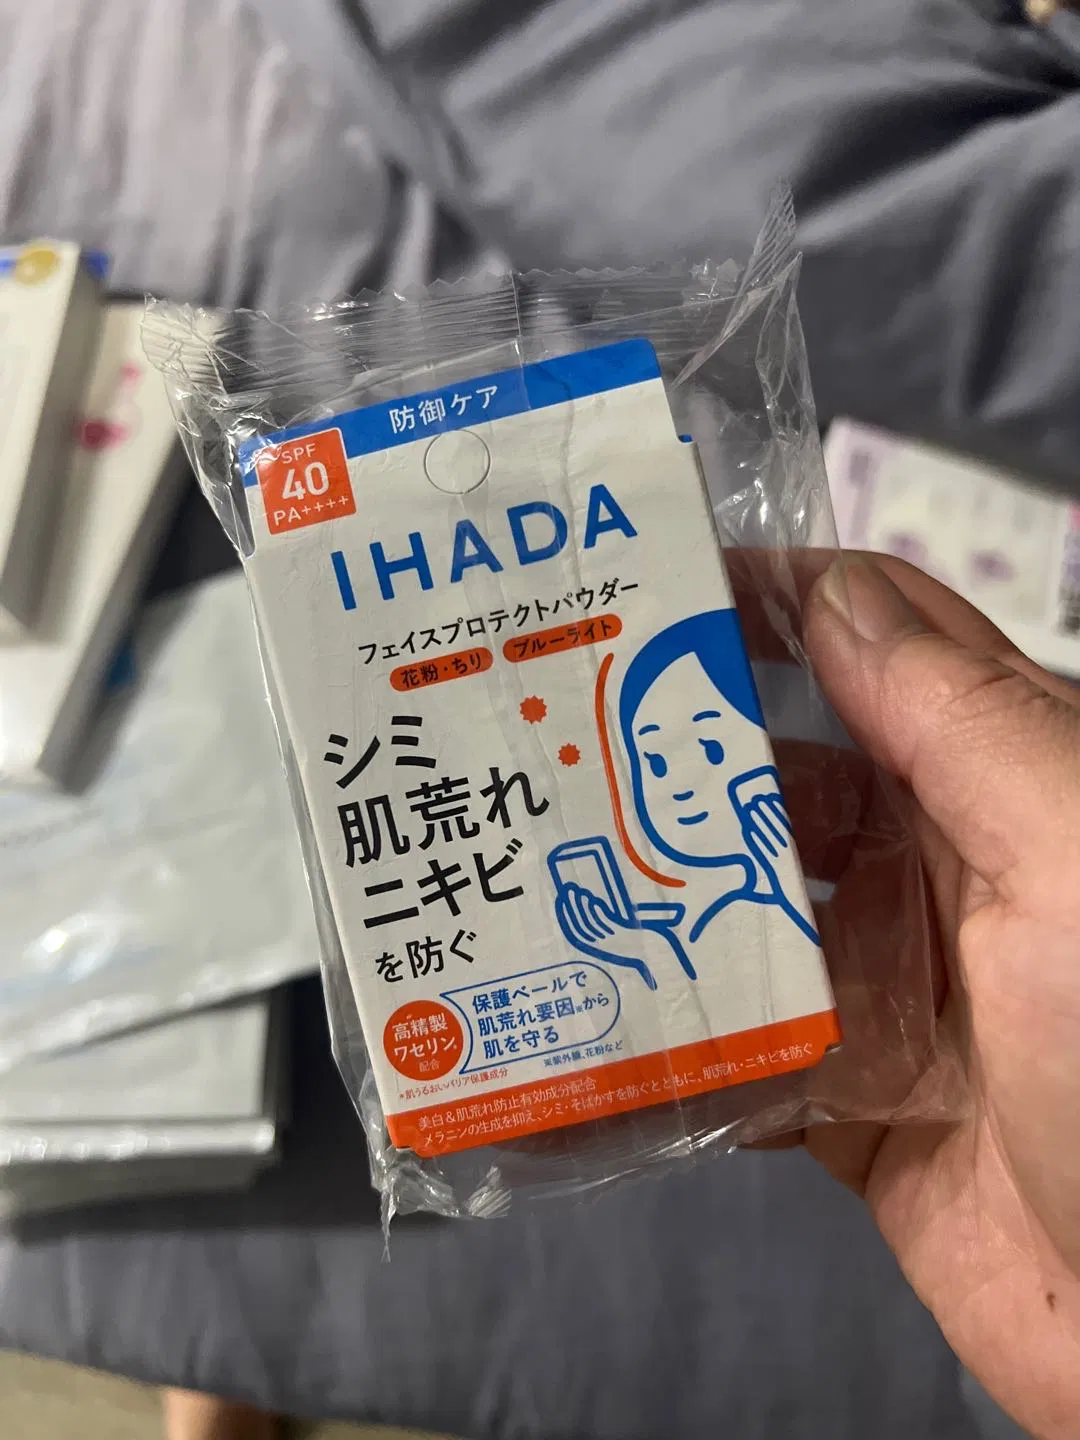 防御ケア
SPF
40
PA++++
IHADA
フェイスプロテクトパウダー
花粉・ちり ブルーライト
シミ
肌荒れ
ニキビ
を防ぐ
高精製
ワセリン*
配合
保護ベールで
肌荒れ要因※から
肌を守る
※紫外線、花粉など
*肌うるおいバリア保護成分
美白&肌荒れ防止有効成分配合
メラニンの生成を抑え、シミ・そばかすを防ぐとともに、肌荒れ・ニキビを防ぐ